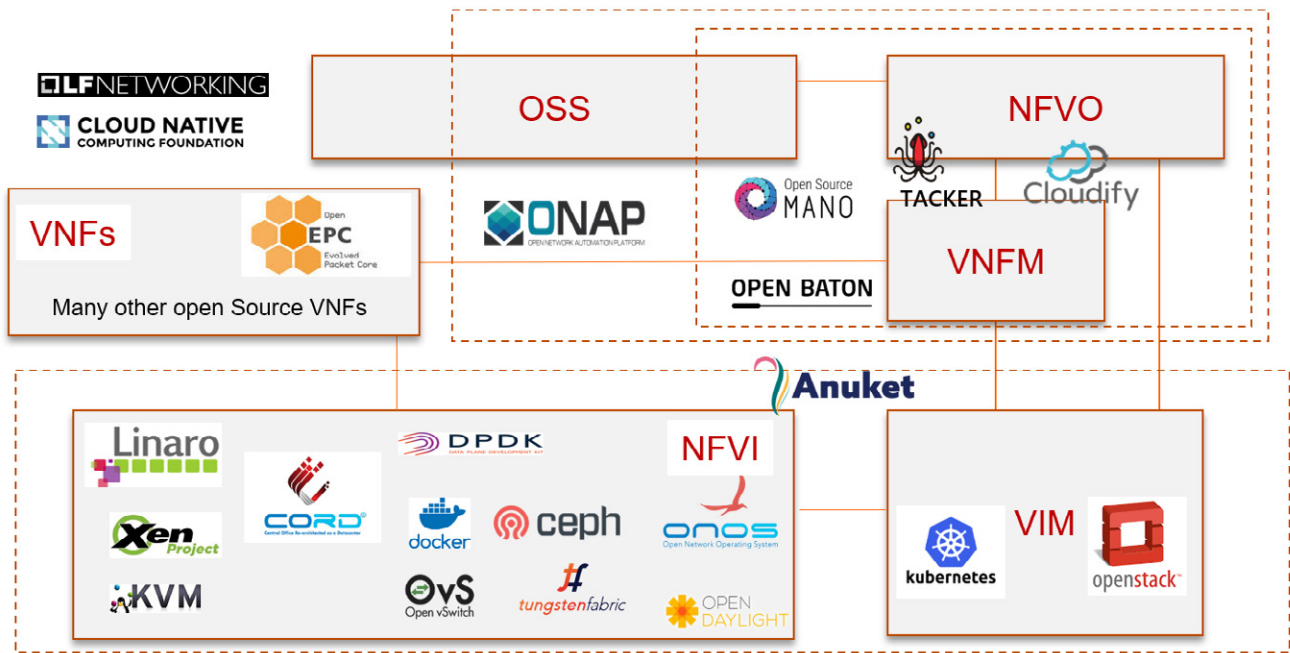 LFNETWORKING
CLOUD NATIVE
COMPUTING FOUNDATION
OSS
NFVO
TACKER
Cloudify
Open Source
MANO
ONAP
OPEN NETWORK AUTOMATION PLATFORM
VNFs
Open
EPC
Evolved
Packet Core
Many other open Source VNFs
VNFM
OPEN BATON
Anuket
Linaro
DPDK
DATA PLANE DEVELOPMENT KIT
NFVI
CORD
Central Office Re-architected as a Datacenter
Xen
Project
docker
ceph
onos
Open Network Operating System
KVM
OvS
Open vSwitch
tungstenfabric
OPEN
DAYLIGHT
VIM
kubernetes
openstack™